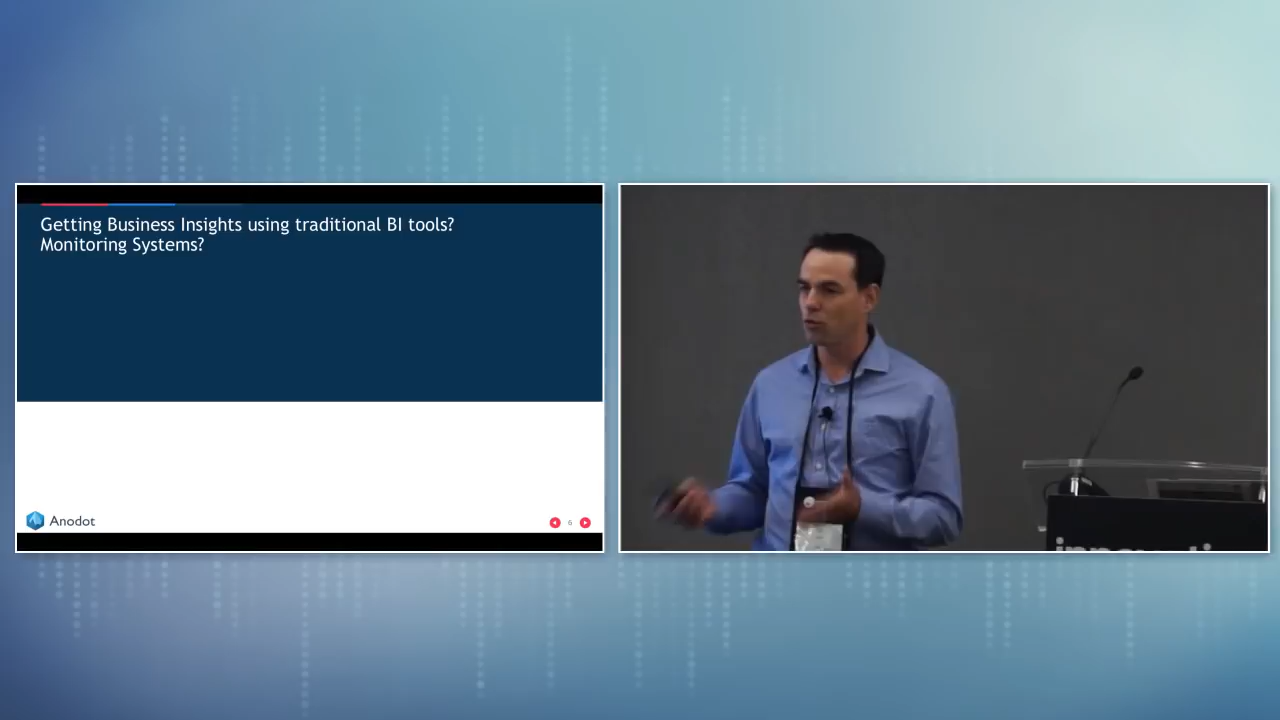 Getting Business Insights using traditional BI tools?
Monitoring Systems?
Anodot
6